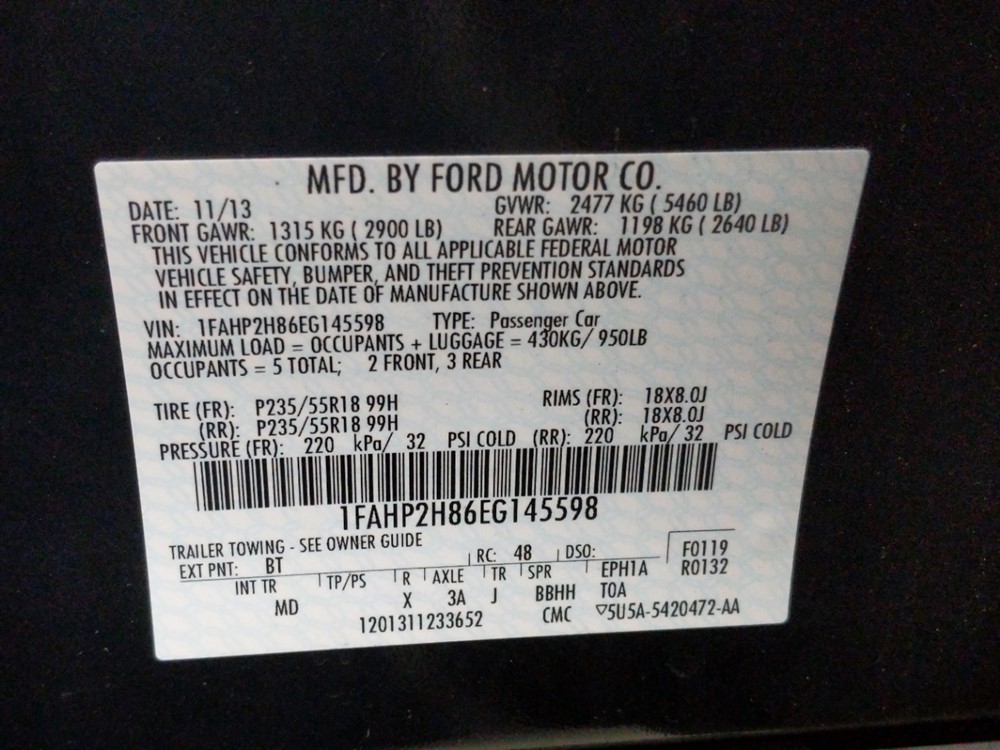 MFD. BY FORD MOTOR CO.
DATE: 11/13 GVWR: 2477 KG ( 5460 LB)
FRONT GAWR: 1315 KG ( 2900 LB) REAR GAWR: 1198 KG ( 2640 LB)
THIS VEHICLE CONFORMS TO ALL APPLICABLE FEDERAL MOTOR
VEHICLE SAFETY, BUMPER, AND THEFT PREVENTION STANDARDS
IN EFFECT ON THE DATE OF MANUFACTURE SHOWN ABOVE.
VIN: 1FAHP2H86EG145598 TYPE: Passenger Car
MAXIMUM LOAD = OCCUPANTS + LUGGAGE = 430KG/ 950LB
OCCUPANTS = 5 TOTAL; 2 FRONT, 3 REAR
TIRE (FR): P235/55R18 99H RIMS (FR): 18X8.0J
(RR): P235/55R18 99H (RR): 18X8.0J
PRESSURE (FR): 220 kPa/ 32 PSI COLD (RR): 220 kPa/ 32 PSI COLD
1FAHP2H86EG145598
TRAILER TOWING - SEE OWNER GUIDE
EXT PNT: BT RC: 48 DSO: F0119
R0132
INT TR TP/PS R AXLE TR SPR EPH1A
MD X 3A J BBHH TOA
1201311233652 CMC ▽5U5A-5420472-AA